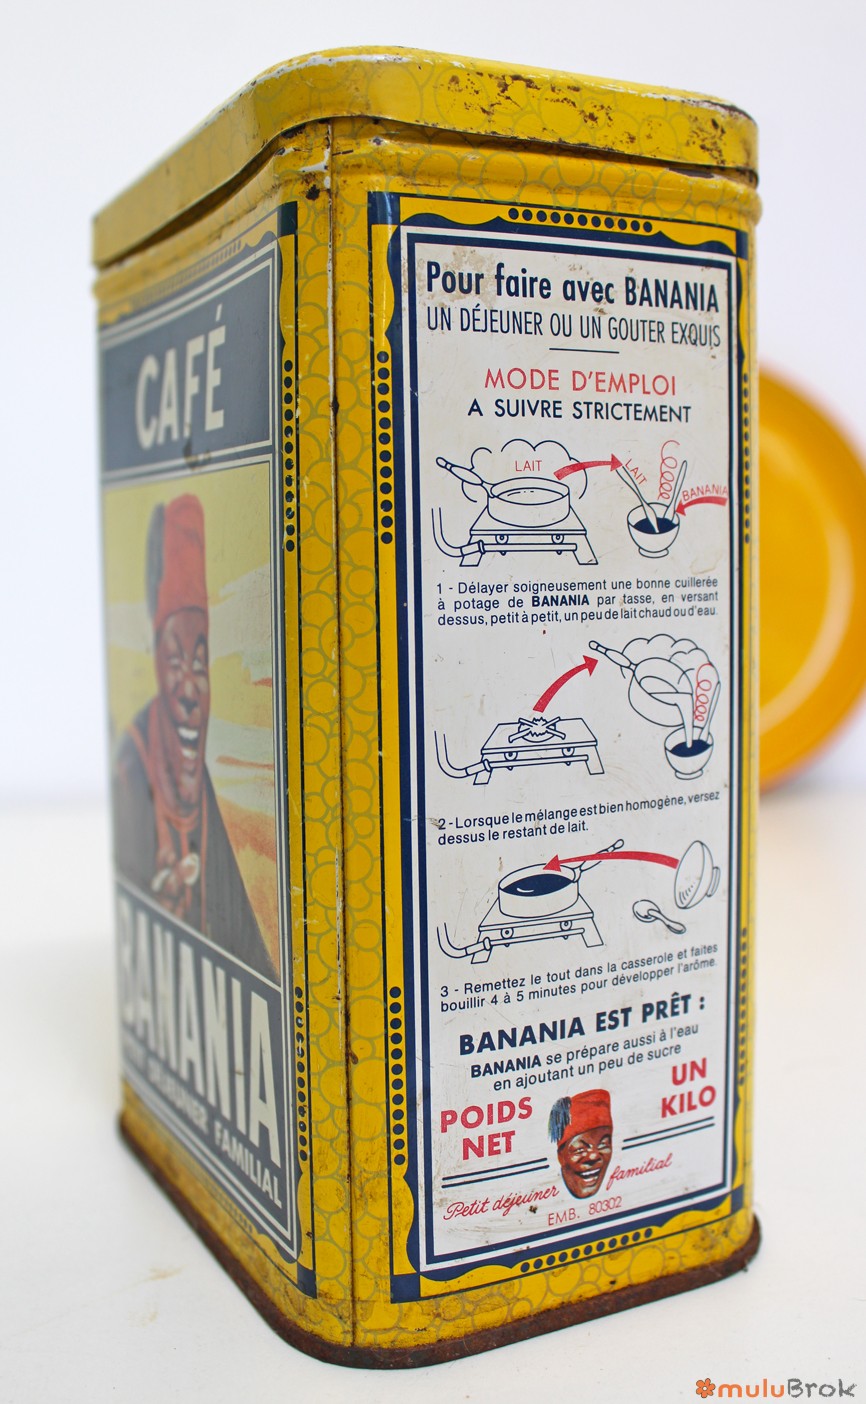 CAFÉ
BANANIA
PETIT DÉJEUNER FAMILIAL
Pour faire avec BANANIA
UN DÉJEUNER OU UN GOUTER EXQUIS
MODE D'EMPLOI
A SUIVRE STRICTEMENT
LAIT
LAIT
BANANIA
1 - Délayer soigneusement une bonne cuillerée
à potage de BANANIA par tasse, en versant
dessus, petit à petit, un peu de lait chaud ou d'eau.
2 - Lorsque le mélange est bien homogène, versez
dessus le restant de lait.
3 - Remettez le tout dans la casserole et faites
bouillir 4 à 5 minutes pour développer l'arôme.
BANANIA EST PRÊT :
BANANIA se prépare aussi à l'eau
en ajoutant un peu de sucre
POIDS
NET
UN
KILO
Petit déjeuner familial
EMB. 80302
muluBrok